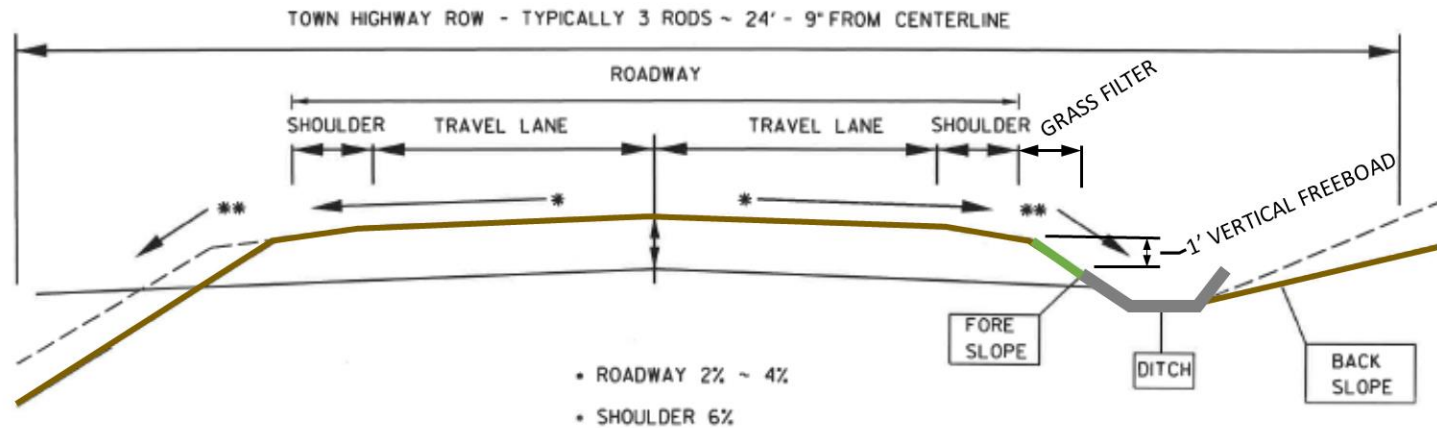 TOWN HIGHWAY ROW - TYPICALLY 3 RODS ~ 24' - 9" FROM CENTERLINE
ROADWAY
SHOULDER
TRAVEL LANE
TRAVEL LANE
SHOULDER
GRASS FILTER
**
*
*
**
1' VERTICAL FREEBOAD
FORE
SLOPE
DITCH
BACK
SLOPE
* ROADWAY 2% ~ 4%
* SHOULDER 6%